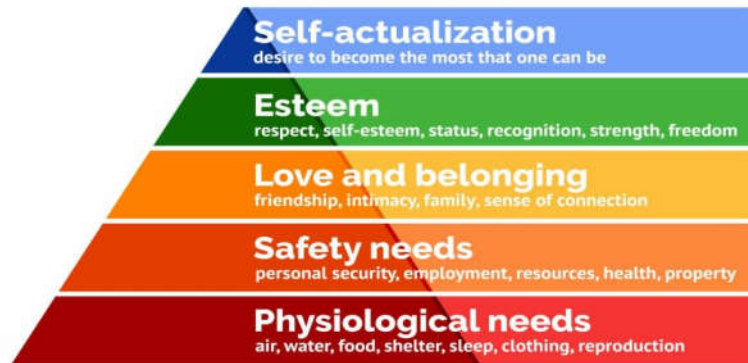 Self-actualization
desire to become the most that one can be
Esteem
respect, self-esteem, status, recognition, strength, freedom
Love and belonging
friendship, intimacy, family, sense of connection
Safety needs
personal security, employment, resources, health, property
Physiological needs
air, water, food, shelter, sleep, clothing, reproduction